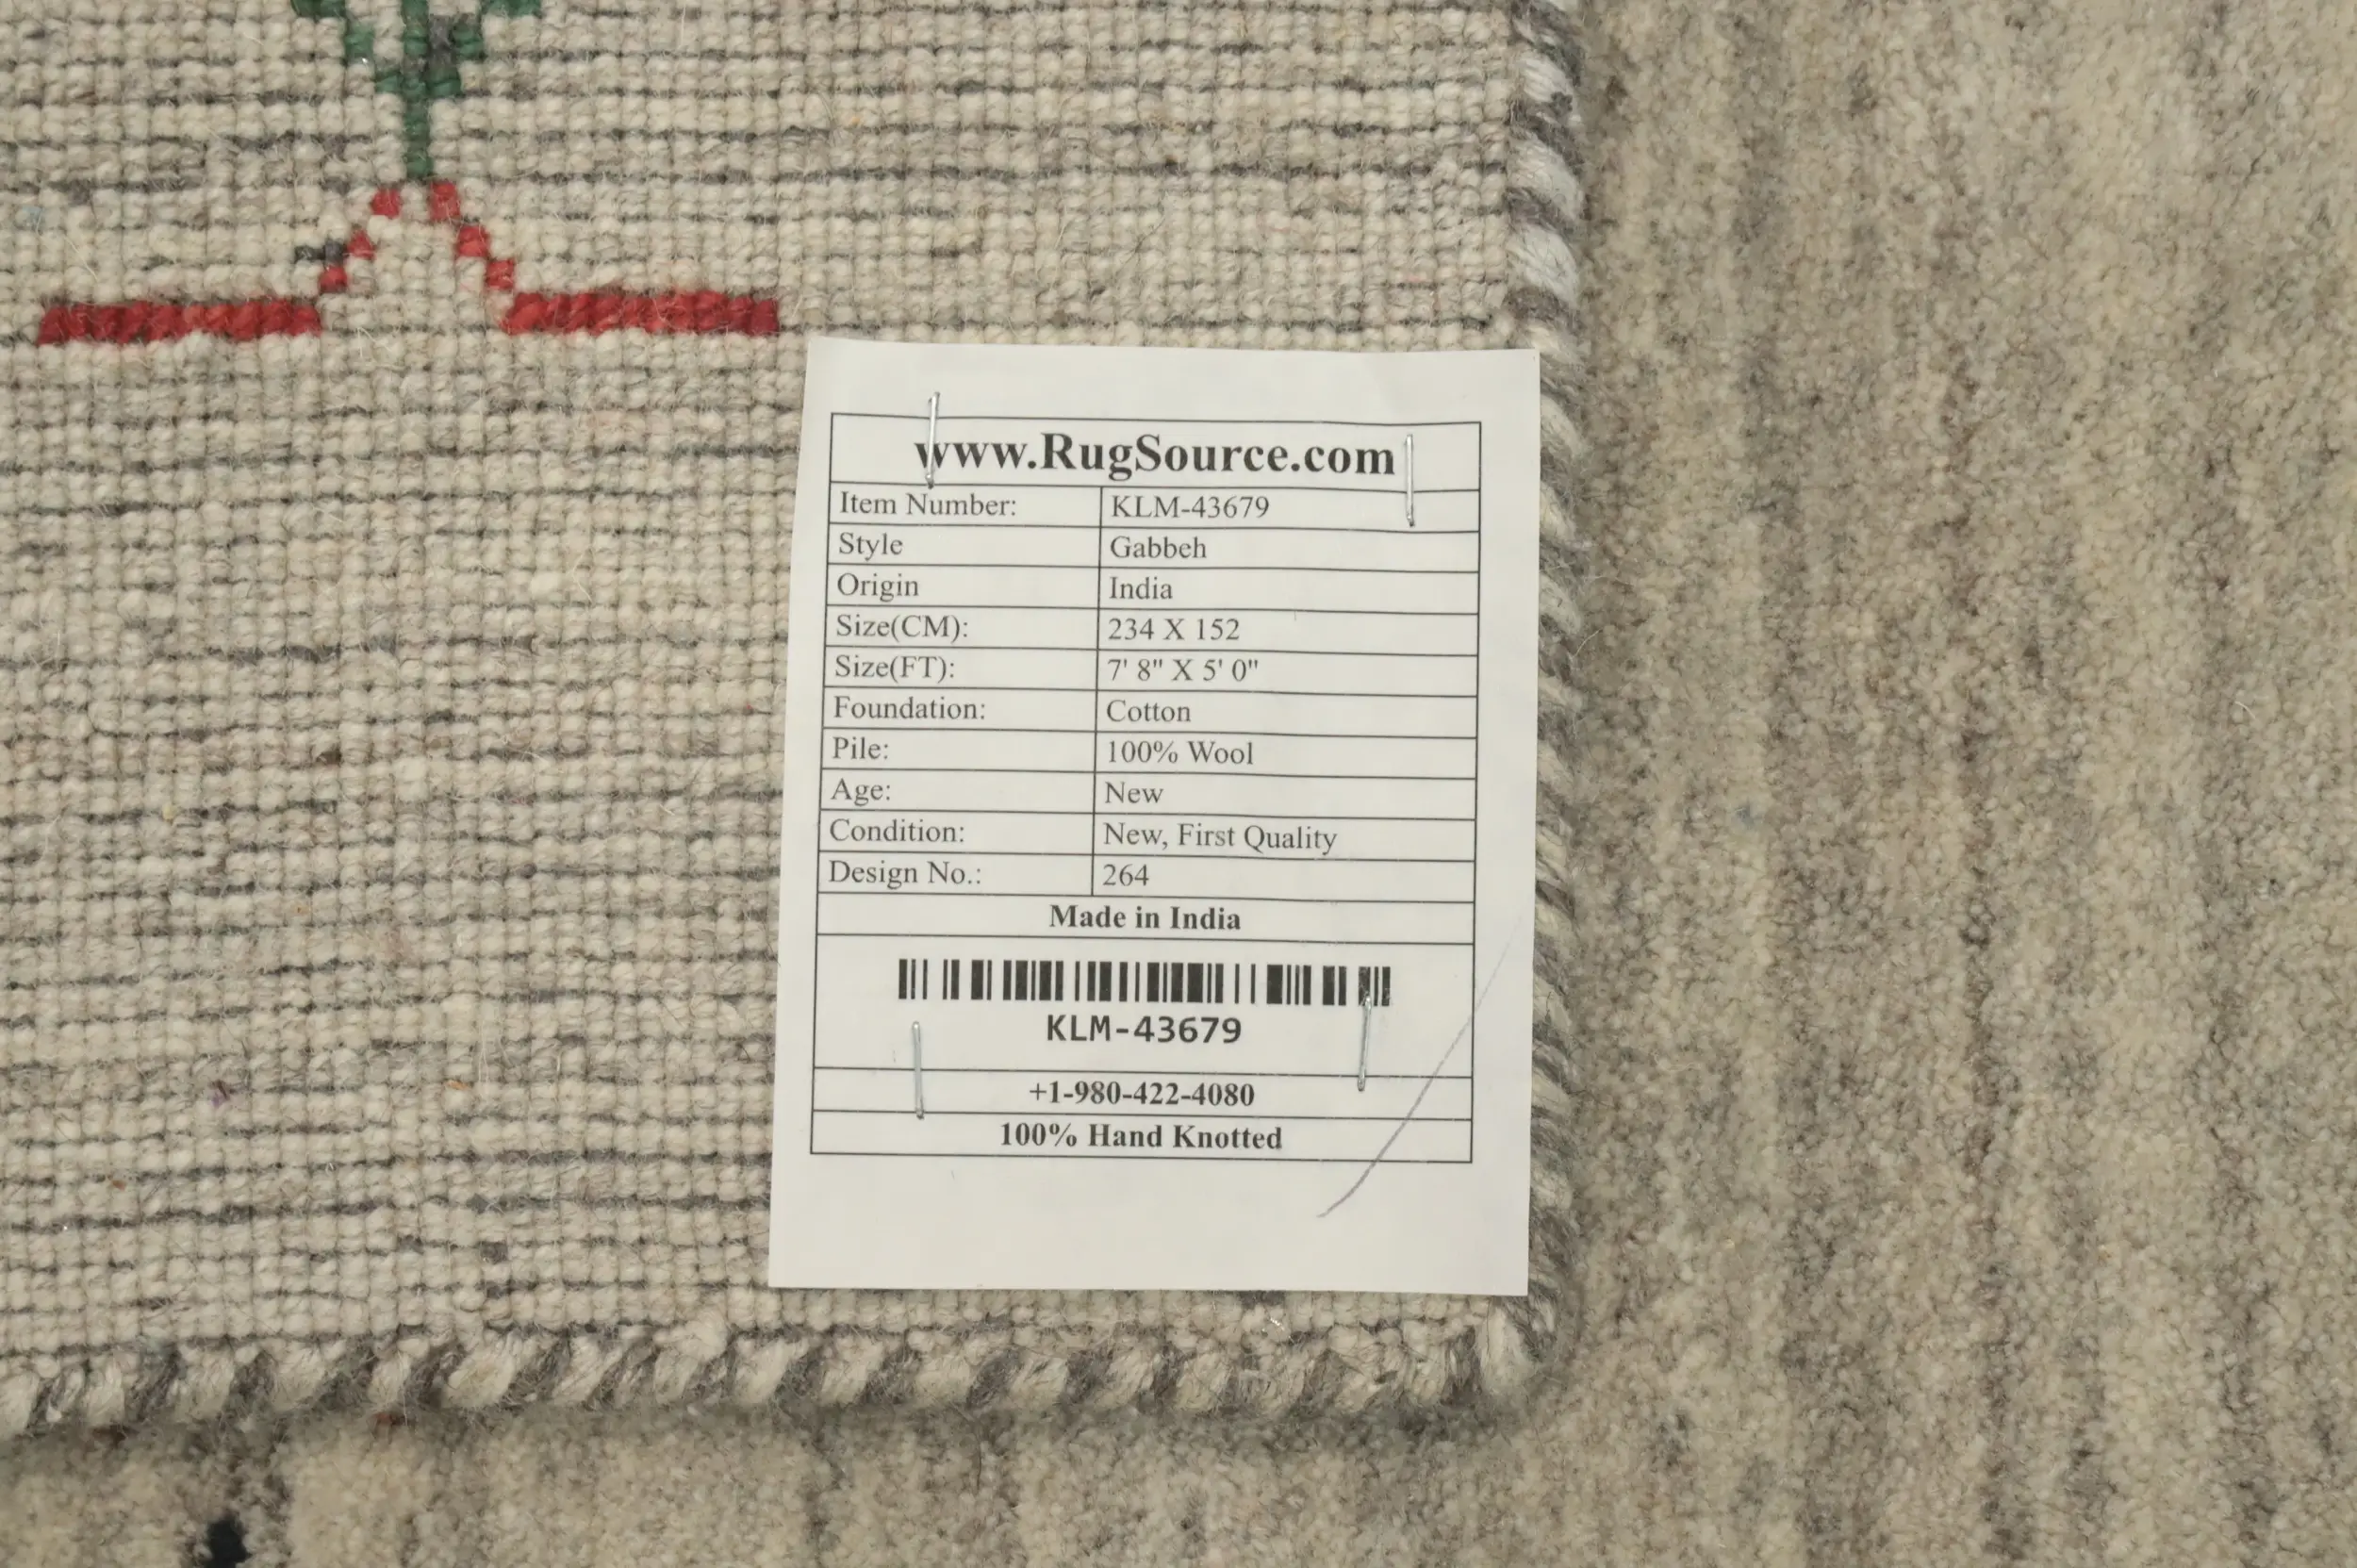 www.RugSource.com
Item Number: KLM-43679
Style Gabbeh
Origin India
Size(CM): 234 X 152
Size(FT): 7' 8" X 5' 0"
Foundation: Cotton
Pile: 100% Wool
Age: New
Condition: New, First Quality
Design No.: 264
Made in India
KLM-43679
+1-980-422-4080
100% Hand Knotted